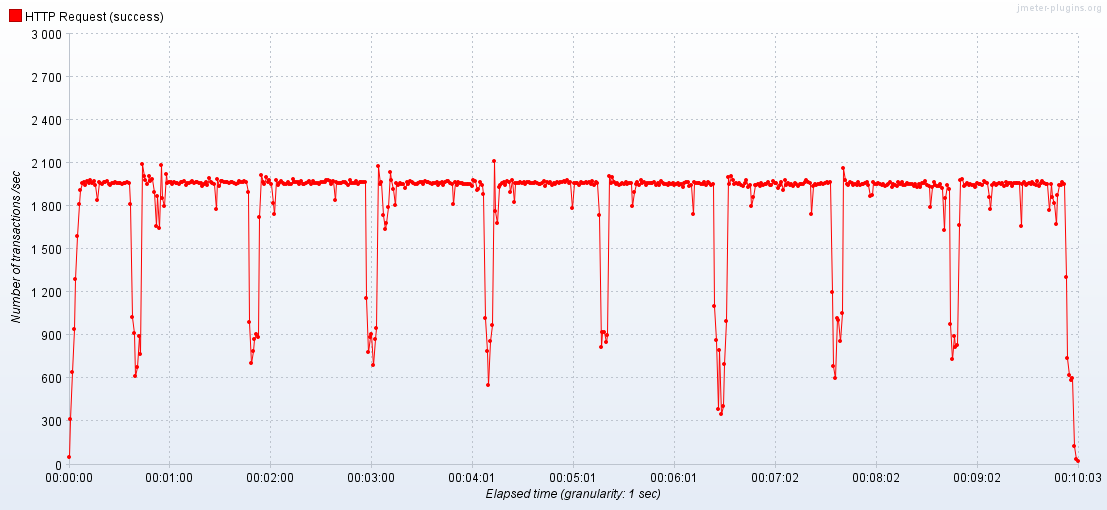 HTTP Request (success)
jmeter-plugins.org
3 000
2 700
2 400
2 100
1 800
1 500
1 200
900
600
300
0
Number of transactions /sec
00:00:00 00:01:00 00:02:00 00:03:00 00:04:01 00:05:01 00:06:01 00:07:02 00:08:02 00:09:02 00:10:03
Elapsed time (granularity: 1 sec)